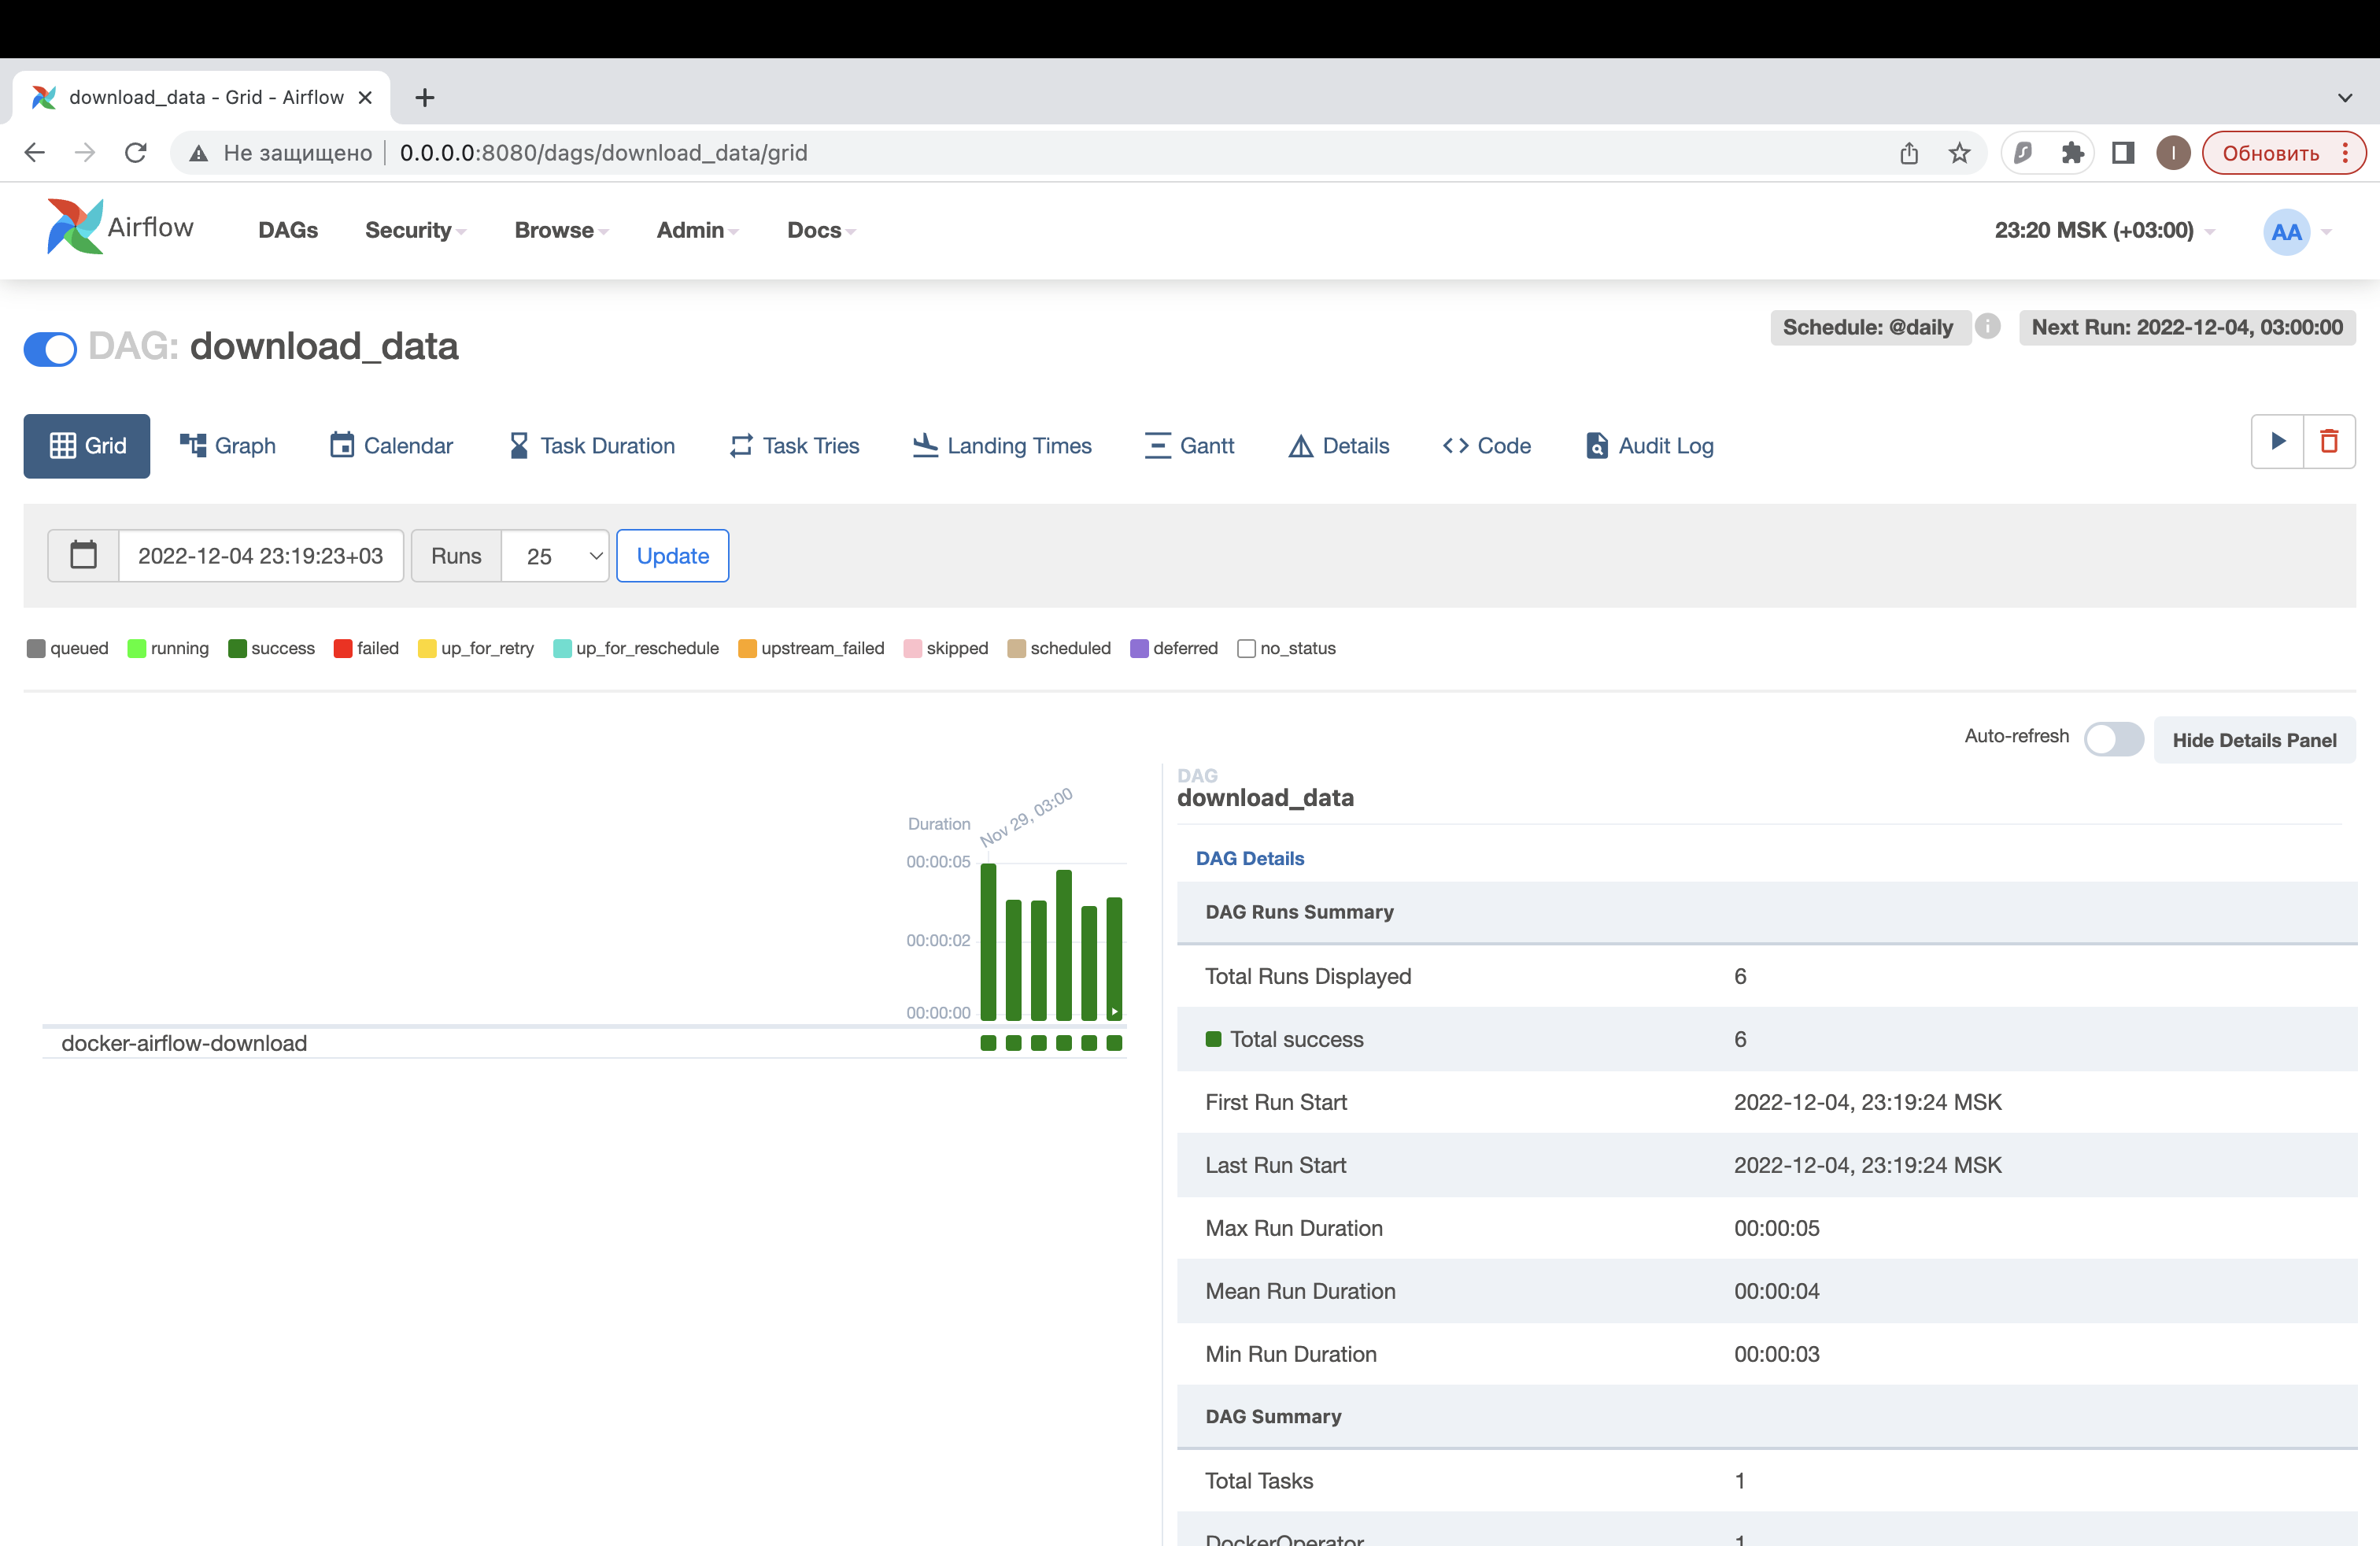 download_data - Grid - Airflow
Не защищено 0.0.0.0:8080/dags/download_data/grid I Обновить
Airflow DAGs Security Browse Admin Docs 23:20 MSK (+03:00) AA
DAG: download_data Schedule: @daily Next Run: 2022-12-04, 03:00:00
Grid Graph Calendar Task Duration Task Tries Landing Times Gantt Details Code Audit Log
2022-12-04 23:19:23+03 Runs 25 Update
queued running success failed up_for_retry up_for_reschedule upstream_failed skipped scheduled deferred no_status
Auto-refresh Hide Details Panel
Duration
Nov 29, 03:00
00:00:05
00:00:02
00:00:00
docker-airflow-download
DAG
download_data
DAG Details
DAG Runs Summary
Total Runs Displayed 6
Total success 6
First Run Start 2022-12-04, 23:19:24 MSK
Last Run Start 2022-12-04, 23:19:24 MSK
Max Run Duration 00:00:05
Mean Run Duration 00:00:04
Min Run Duration 00:00:03
DAG Summary
Total Tasks 1
DockerOperator 1